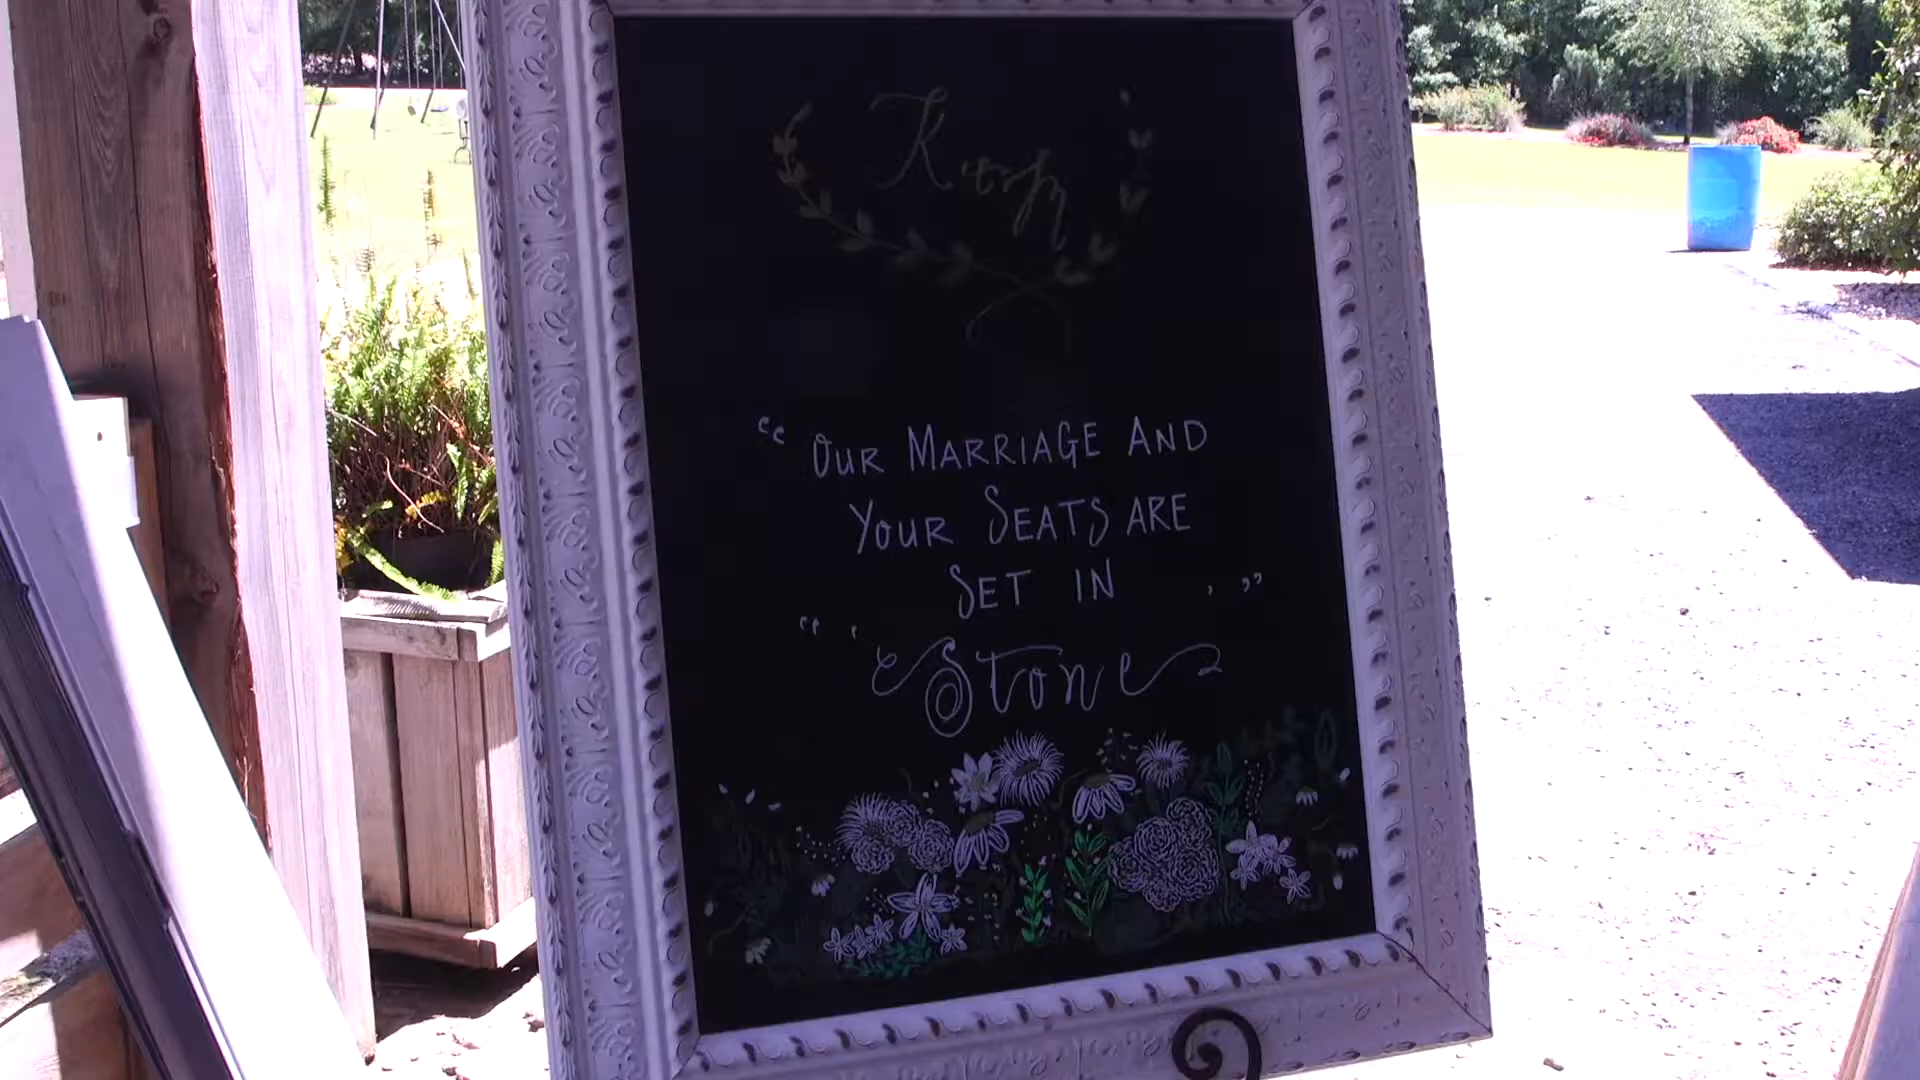 “ OUR MARRIAGE AND
YOUR SEATS ARE
SET IN . ,”
“ ‘ Stone